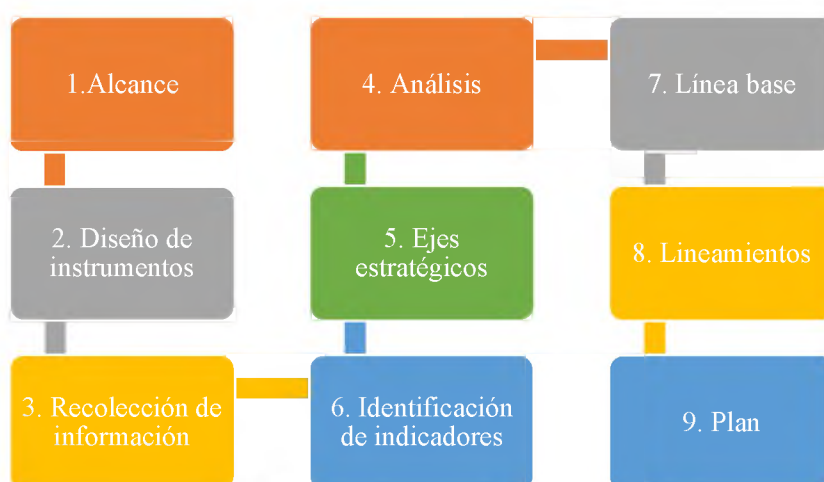 1.Alcance
2. Diseño de
instrumentos
3. Recolección de
información
4. Análisis
5. Ejes
estratégicos
6. Identificación
de indicadores
7. Línea base
8. Lineamientos
9. Plan